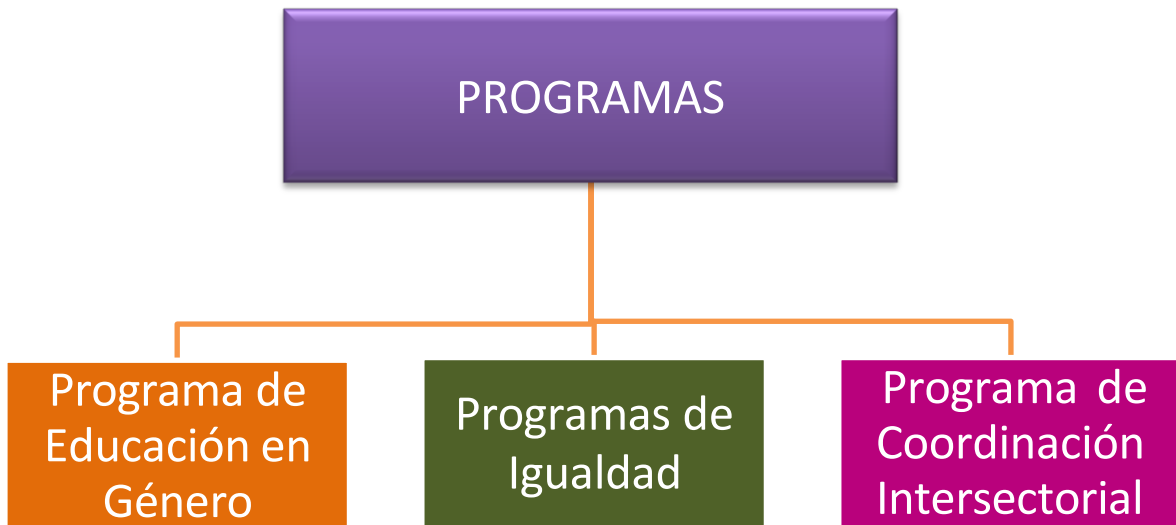 PROGRAMAS
Programa de
Educación en
Género
Programas de
Igualdad
Programa de
Coordinación
Intersectorial